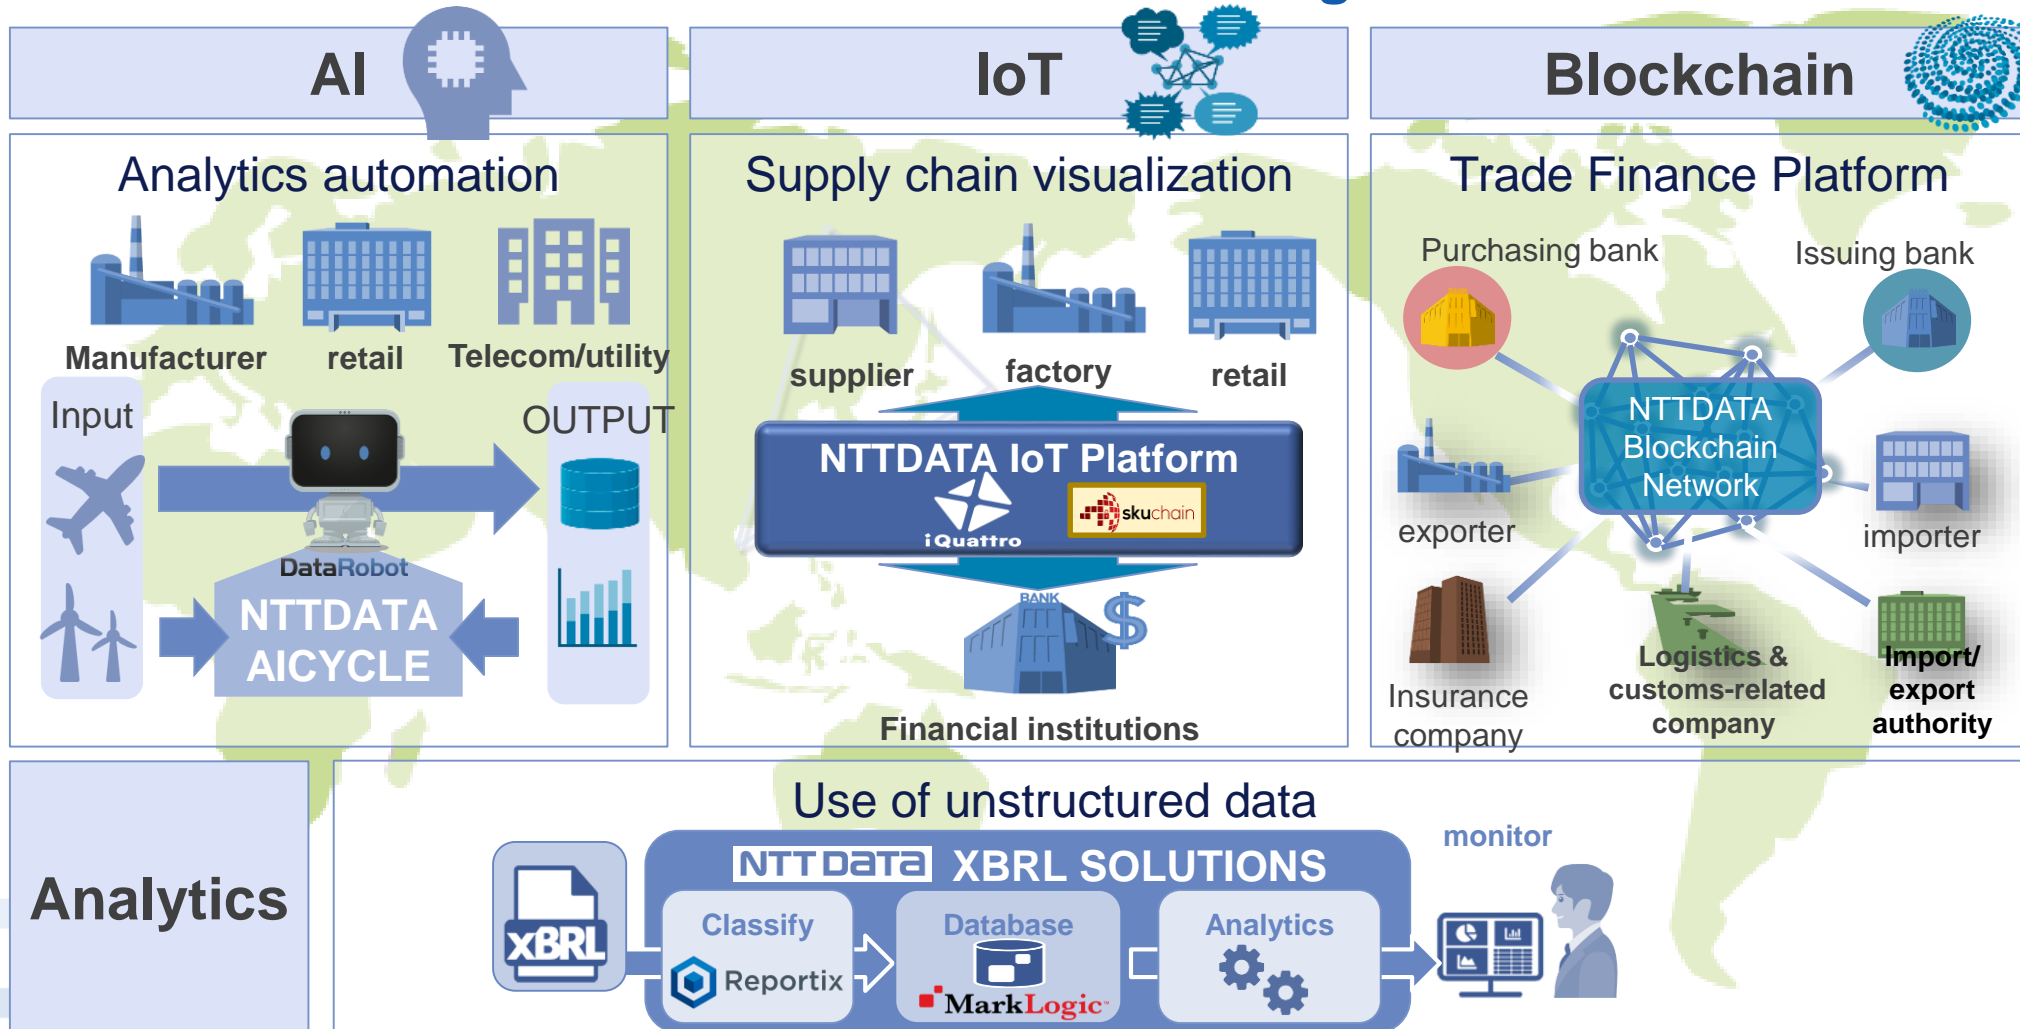 AI
IoT
Blockchain
Analytics automation
Manufacturer
retail
Telecom/utility
Input
OUTPUT
DataRobot
NTTDATA
AICYCLE
Supply chain visualization
supplier
factory
retail
NTTDATA IoT Platform
iQuattro
skuchain
BANK
$
Financial institutions
Trade Finance Platform
Purchasing bank
Issuing bank
NTTDATA
Blockchain
Network
exporter
importer
Insurance
company
Logistics &
customs-related
company
Import/
export
authority
Analytics
Use of unstructured data
XBRL
NTT DATA XBRL SOLUTIONS
Classify
Reportix
Database
MarkLogic™
Analytics
monitor